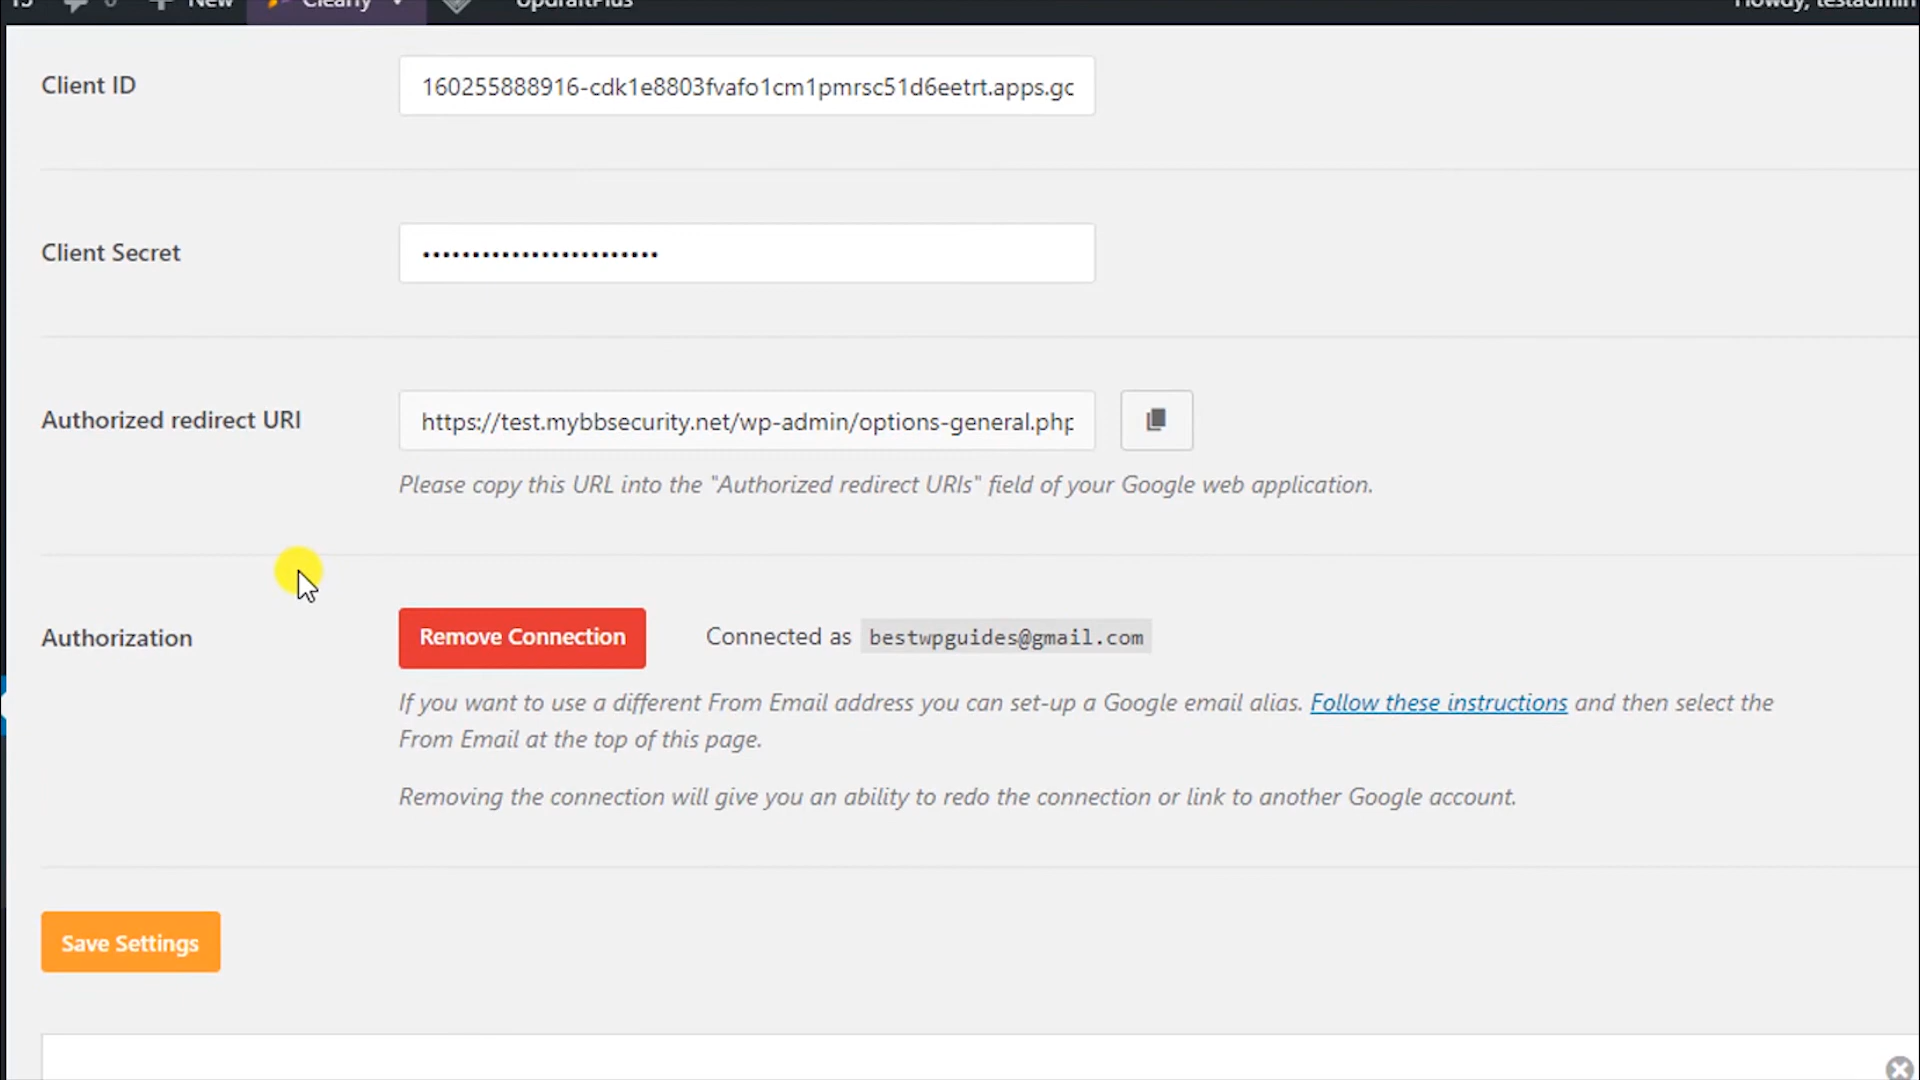 New Clearfy UpdraftPlus Howdy, testadmin
Client ID
160255888916-cdk1e8803fvafo1cm1pmrsc51d6eetrt.apps.gc
Client Secret
••••••••••••••••••••••••
Authorized redirect URI
https://test.mybbsecurity.net/wp-admin/options-general.php
Please copy this URL into the "Authorized redirect URIs" field of your Google web application.
Authorization
Remove Connection
Connected as bestwpguides@gmail.com
If you want to use a different From Email address you can set-up a Google email alias. Follow these instructions and then select the
From Email at the top of this page.
Removing the connection will give you an ability to redo the connection or link to another Google account.
Save Settings